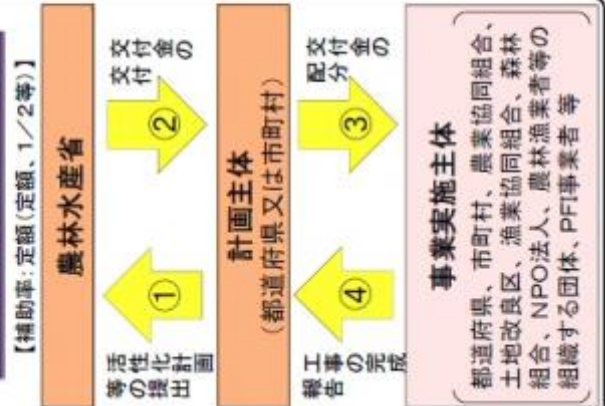 【補助率:定額(定額、1/2等)】
農林水産省
①
活性化計画
等の提出
②
交付金の
交付
計画主体
(都道府県又は市町村)
③
交付金の
配分
④
工事の完成
報告
事業実施主体
都道府県、市町村、農業協同組合、
土地改良区、漁業協同組合、森林
組合、NPO法人、農林漁業者等の
組織する団体、PFI事業者 等